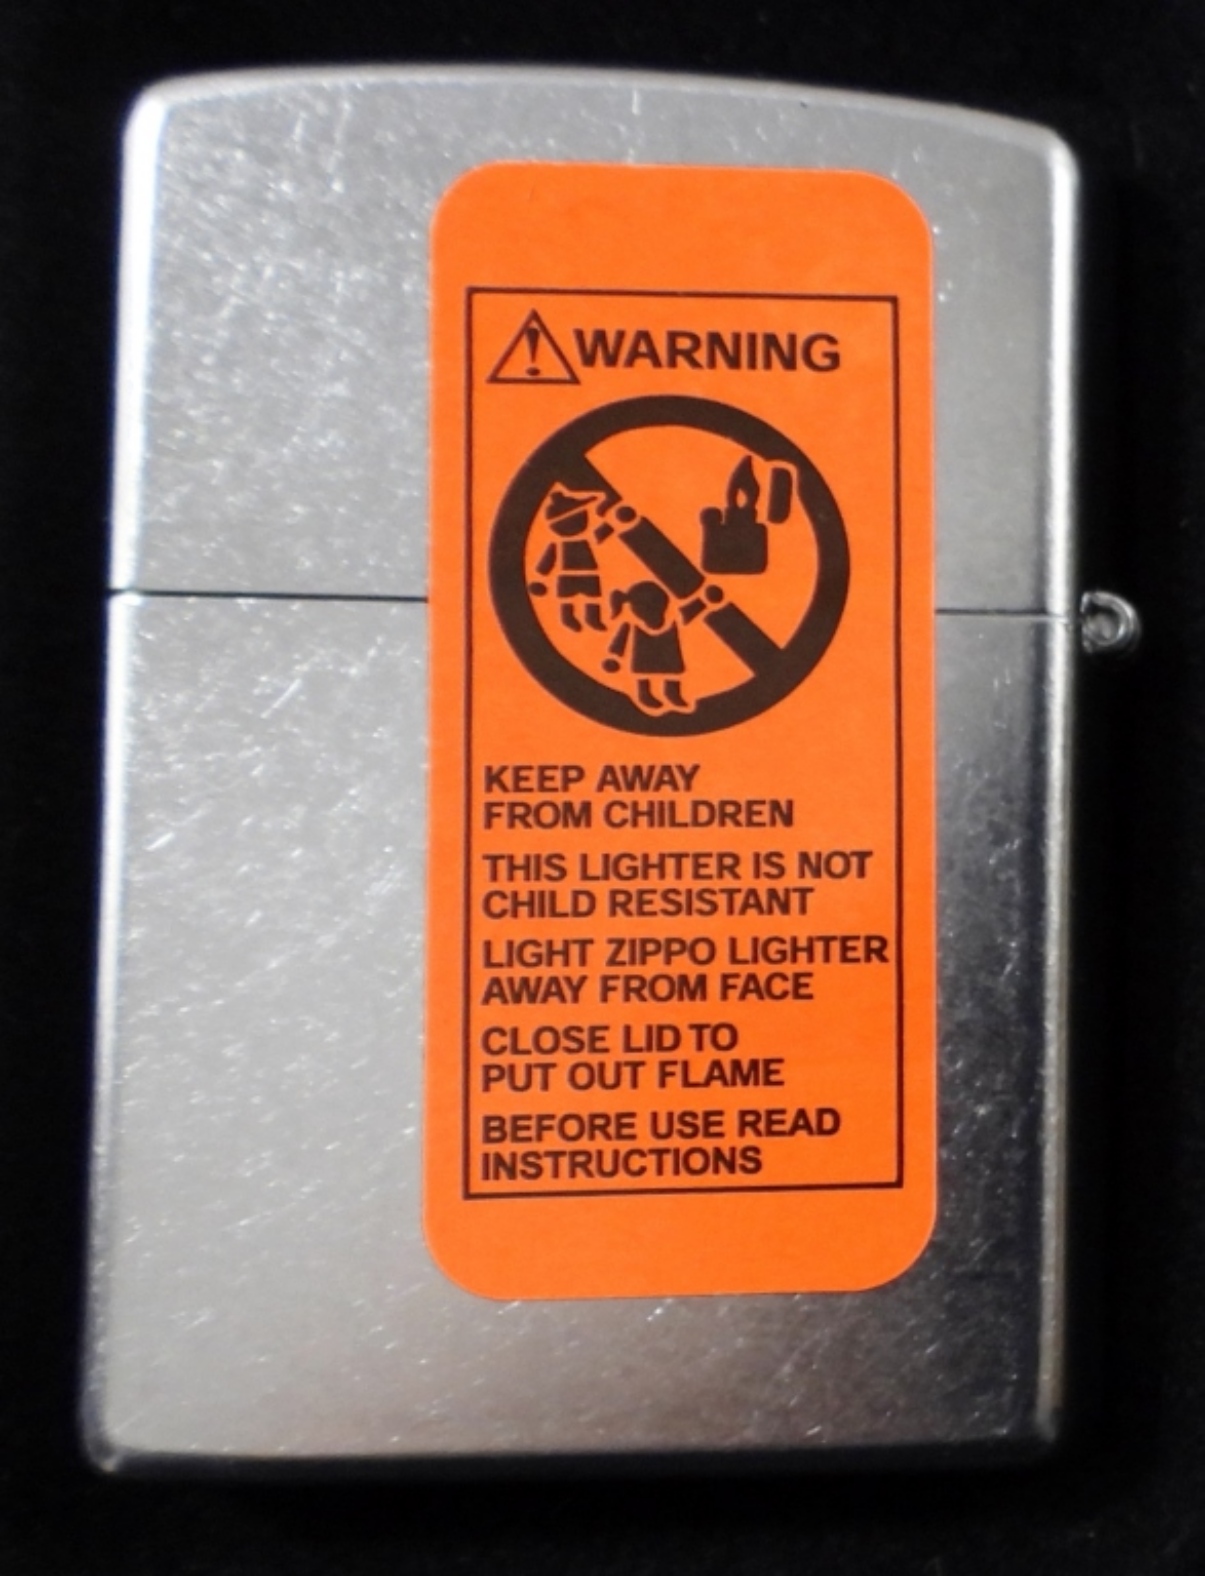 WARNING
KEEP AWAY
FROM CHILDREN
THIS LIGHTER IS NOT
CHILD RESISTANT
LIGHT ZIPPO LIGHTER
AWAY FROM FACE
CLOSE LID TO
PUT OUT FLAME
BEFORE USE READ
INSTRUCTIONS